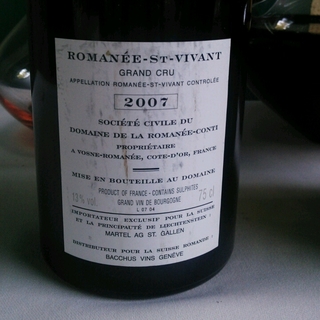 ROMANÉE-ST-VIVANT
GRAND CRU
APPELLATION ROMANÉE-ST-VIVANT CONTRÔLÉE
2007
SOCIÉTÉ CIVILE DU
DOMAINE DE LA ROMANÉE-CONTI
PROPRIÉTAIRE
A VOSNE-ROMANÉE, COTE-D'OR, FRANCE
MISE EN BOUTEILLE AU DOMAINE
PRODUCT OF FRANCE - CONTAINS SULPHITES
13% vol. GRAND VIN DE BOURGOGNE 75 cl
L 07 04
IMPORTATEUR EXCLUSIF POUR LA SUISSE
ET LA PRINCIPAUTÉ DE LIECHTENSTEIN :
MARTEL AG ST. GALLEN
DISTRIBUTEUR POUR LA SUISSE ROMANDE :
BACCHUS VINS GENÈVE